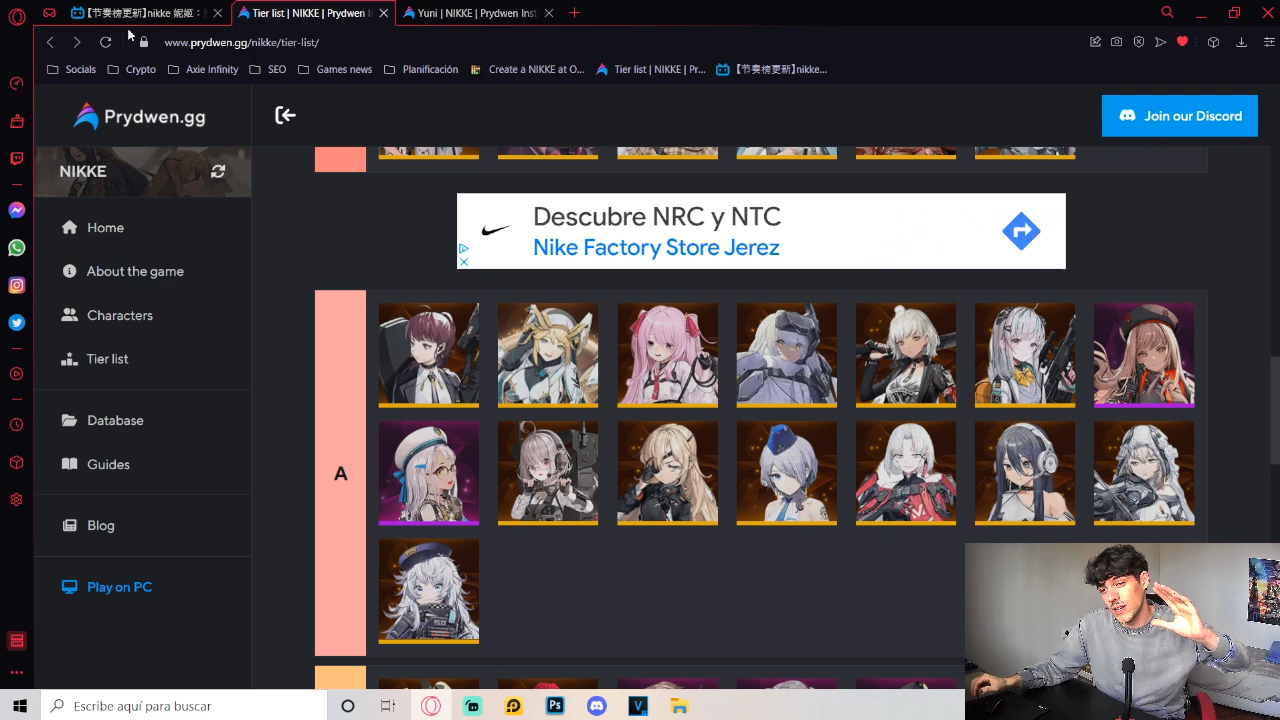 【节奏榜更新】nikke 妮姬：
Tier list | NIKKE | Prydwen I
Yuni | NIKKE | Prydwen Inst
www.prydwen.gg/nikke/tier-list/
Socials
Crypto
Axie Infinity
SEO
Games news
Planificación
Create a NIKKE at O...
Tier list | NIKKE | Pr...
【节奏榜更新】nikke...
Prydwen.gg
Join our Discord
NIKKE
Home
About the game
Characters
Tier list
Database
Guides
Blog
Play on PC
Descubre NRC y NTC
Nike Factory Store Jerez
A
POLICE
Escribe aquí para buscar
Ps
V